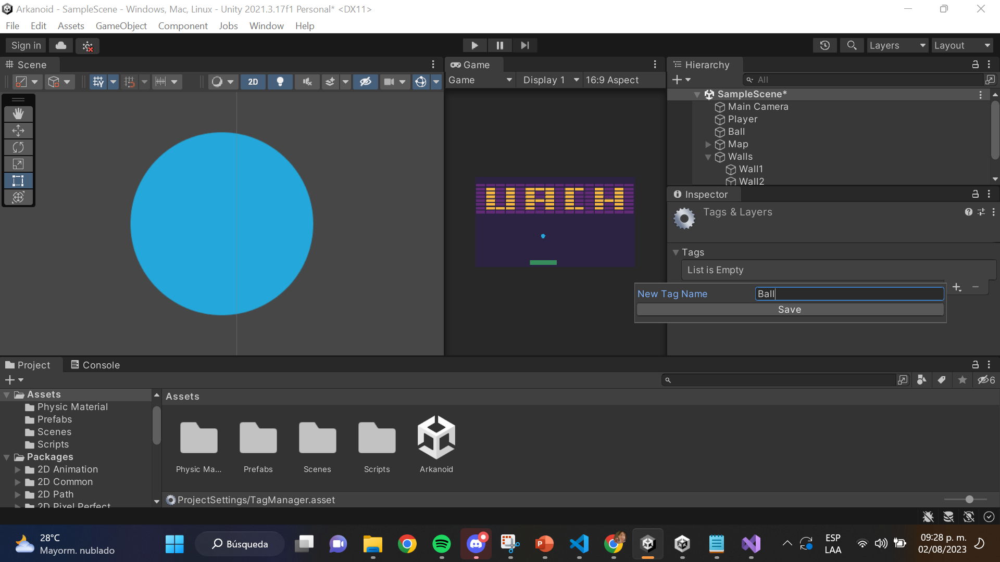 Arkanoid - SampleScene - Windows, Mac, Linux - Unity 2021.3.17f1 Personal* <DX11>
File Edit Assets GameObject Component Jobs Window Help
Sign in
Layers
Layout
Scene
Game
Hierarchy
2D
Game
Display 1
16:9 Aspect
All
SampleScene*
Main Camera
Player
Ball
Map
Walls
Wall1
Wall2
UACH
Inspector
Tags & Layers
Tags
List is Empty
New Tag Name
Ball
Save
Project
Console
6
Assets
Physic Material
Prefabs
Scenes
Scripts
Packages
2D Animation
2D Common
2D Path
2D Pixel Perfect
Assets
Physic Ma...
Prefabs
Scenes
Scripts
Arkanoid
ProjectSettings/TagManager.asset
28°C
Mayorm. nublado
Búsqueda
ESP
LAA
09:28 p. m.
02/08/2023